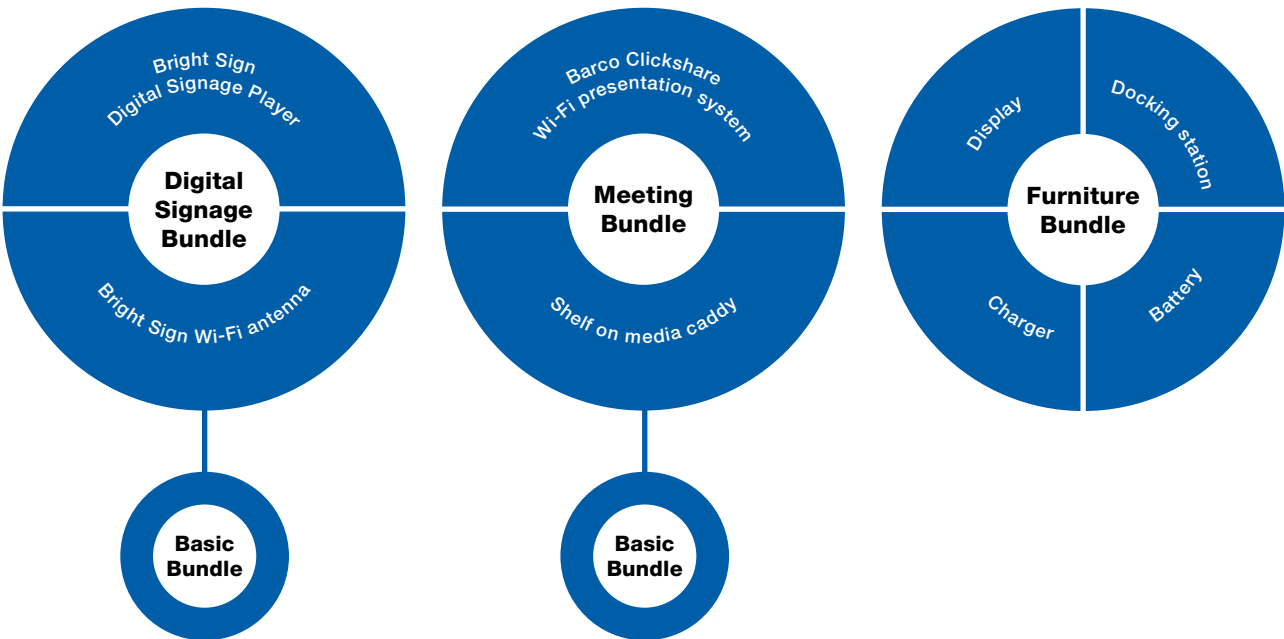 Bright Sign
Digital Signage Player
Digital
Signage
Bundle
Bright Sign Wi-Fi antenna
Basic
Bundle
Barco Clickshare
Wi-Fi presentation system
Meeting
Bundle
Shelf on media caddy
Basic
Bundle
Display
Docking station
Furniture
Bundle
Charger
Battery